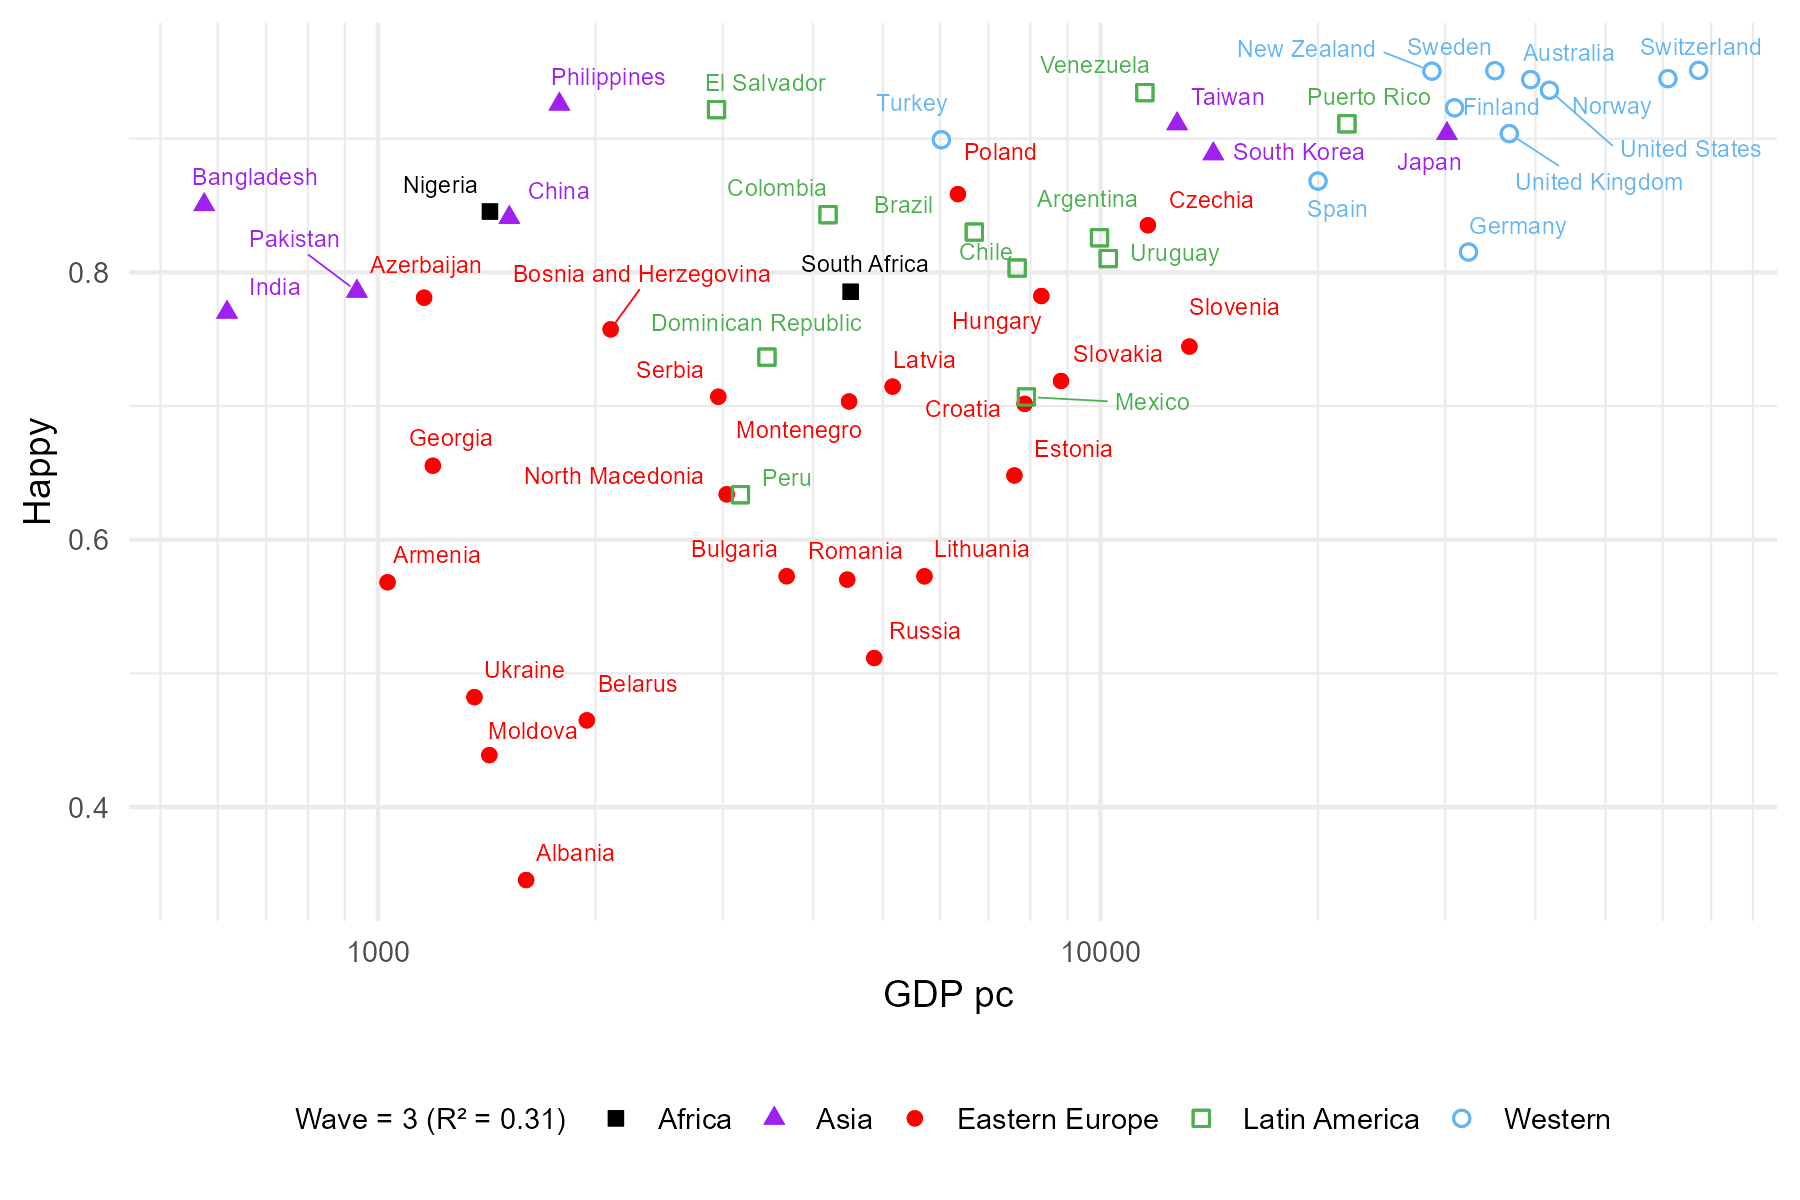 New Zealand
Sweden
Australia
Switzerland
Philippines
El Salvador
Venezuela
Turkey
Taiwan
Puerto Rico
Finland
Norway
Poland
South Korea
Japan
United States
Bangladesh
Nigeria
China
Colombia
Brazil
Argentina
Czechia
Spain
United Kingdom
Pakistan
Germany
Azerbaijan
Bosnia and Herzegovina
South Africa
Chile
Uruguay
0.8
India
Dominican Republic
Hungary
Slovenia
Serbia
Latvia
Slovakia
Croatia
Mexico
Georgia
Montenegro
Estonia
North Macedonia
Peru
Happy
0.6
Armenia
Bulgaria
Romania
Lithuania
Russia
Ukraine
Belarus
Moldova
0.4
Albania
1000
10000
GDP pc
Wave = 3 (R² = 0.31) Africa Asia Eastern Europe Latin America Western